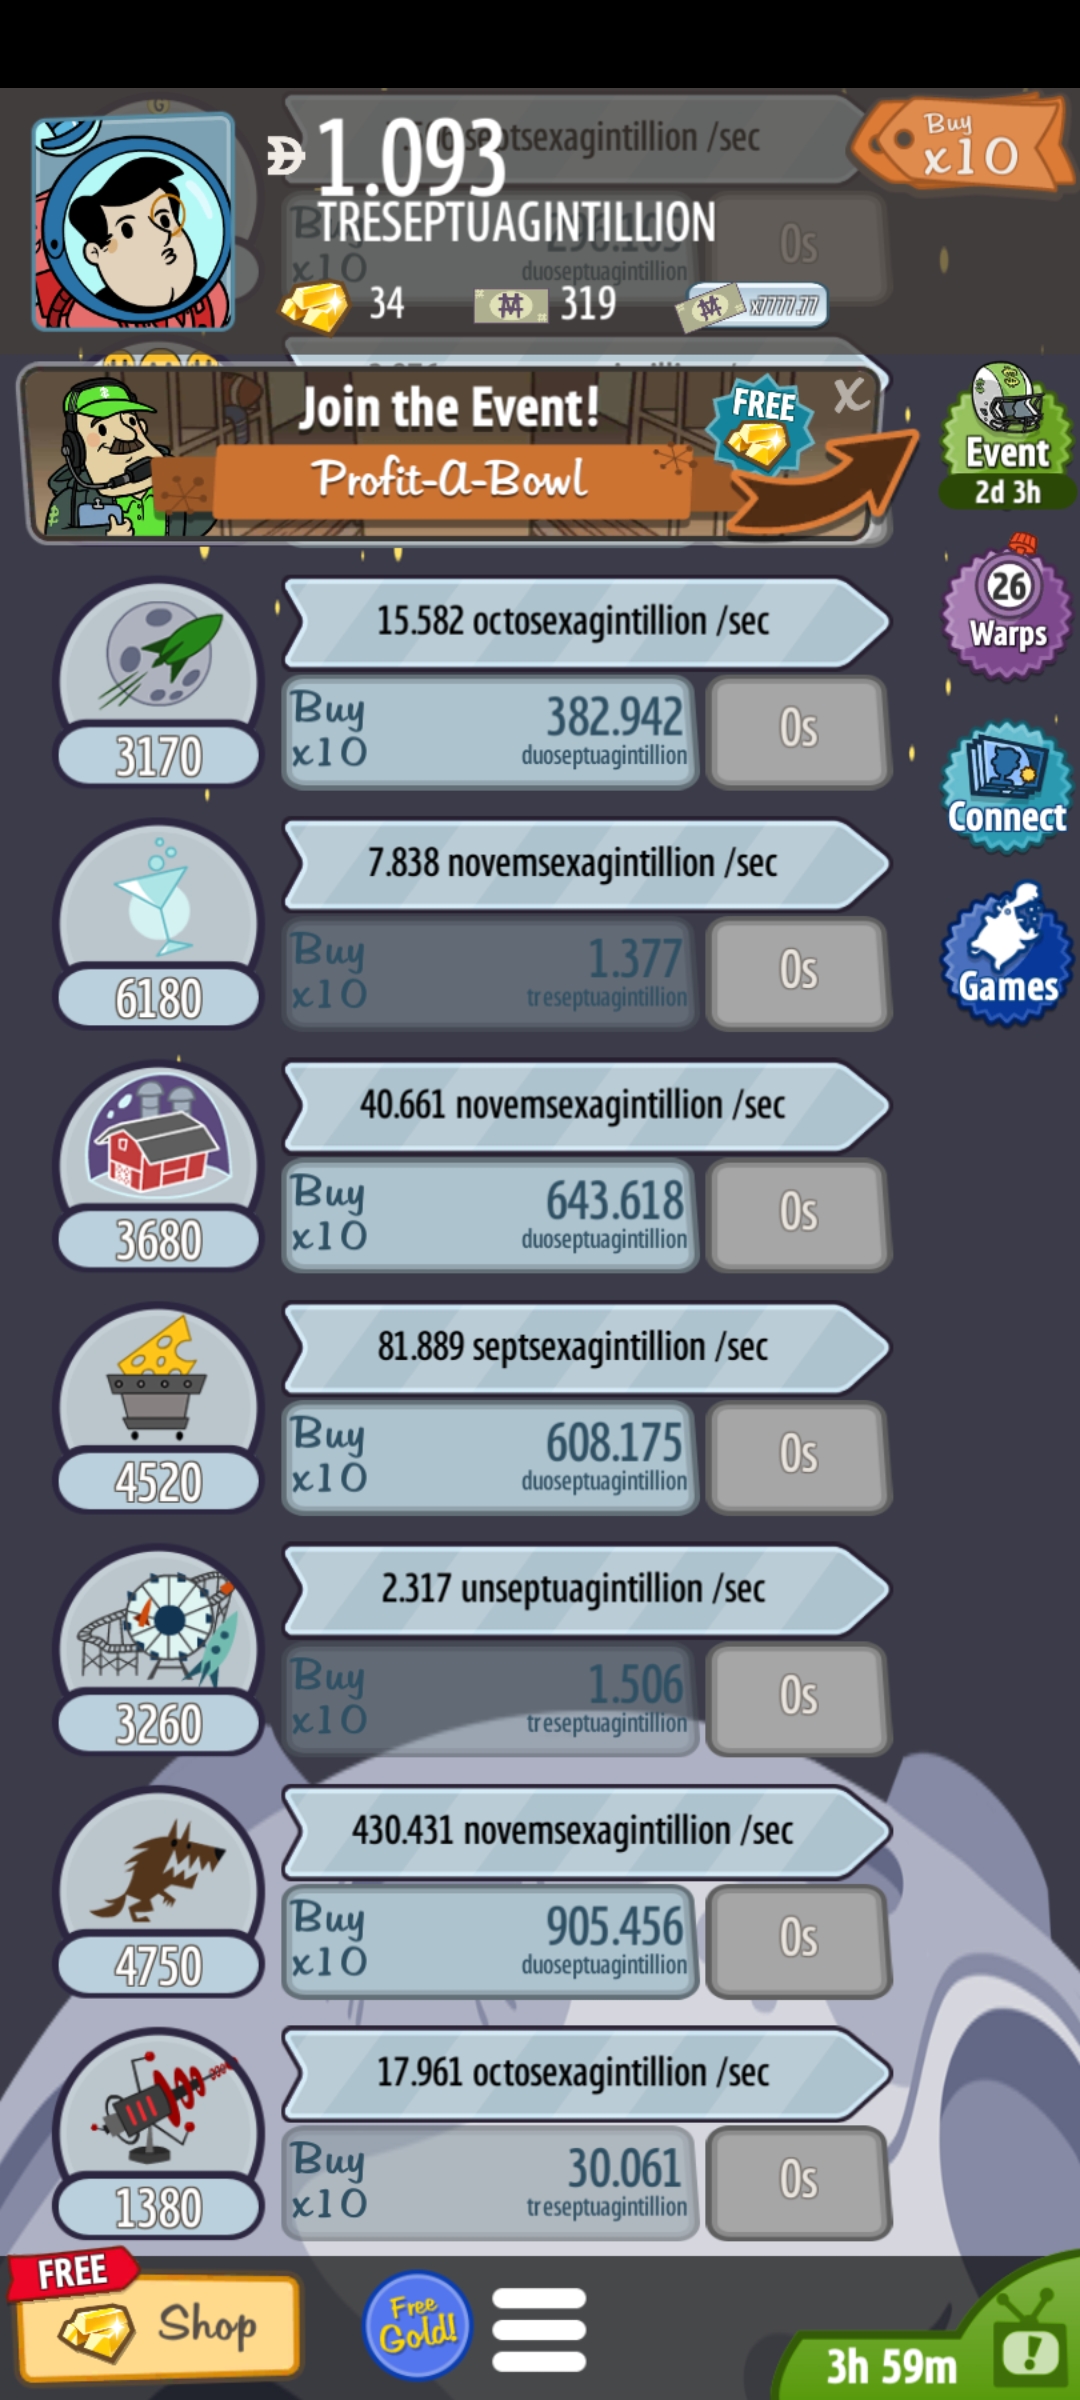 septsexagintillion /sec
1.093
TRESEPTUAGINTILLION
Buy
x10
Buy
x10
duoseptuagintillion
0s
34
319
x7777.77
Join the Event!
FREE
X
Profit-A-Bowl
Event
2d 3h
26
Warps
Connect
Games
15.582 octosexagintillion /sec
Buy
x10
382.942
duoseptuagintillion
0s
3170
7.838 novemsexagintillion /sec
Buy
x10
1.377
treseptuagintillion
0s
6180
40.661 novemsexagintillion /sec
Buy
x10
643.618
duoseptuagintillion
0s
3680
81.889 septsexagintillion /sec
Buy
x10
608.175
duoseptuagintillion
0s
4520
2.317 unseptuagintillion /sec
Buy
x10
1.506
treseptuagintillion
0s
3260
430.431 novemsexagintillion /sec
Buy
x10
905.456
duoseptuagintillion
0s
4750
17.961 octosexagintillion /sec
Buy
x10
30.061
treseptuagintillion
0s
1380
FREE
Shop
Free
Gold!
3h 59m